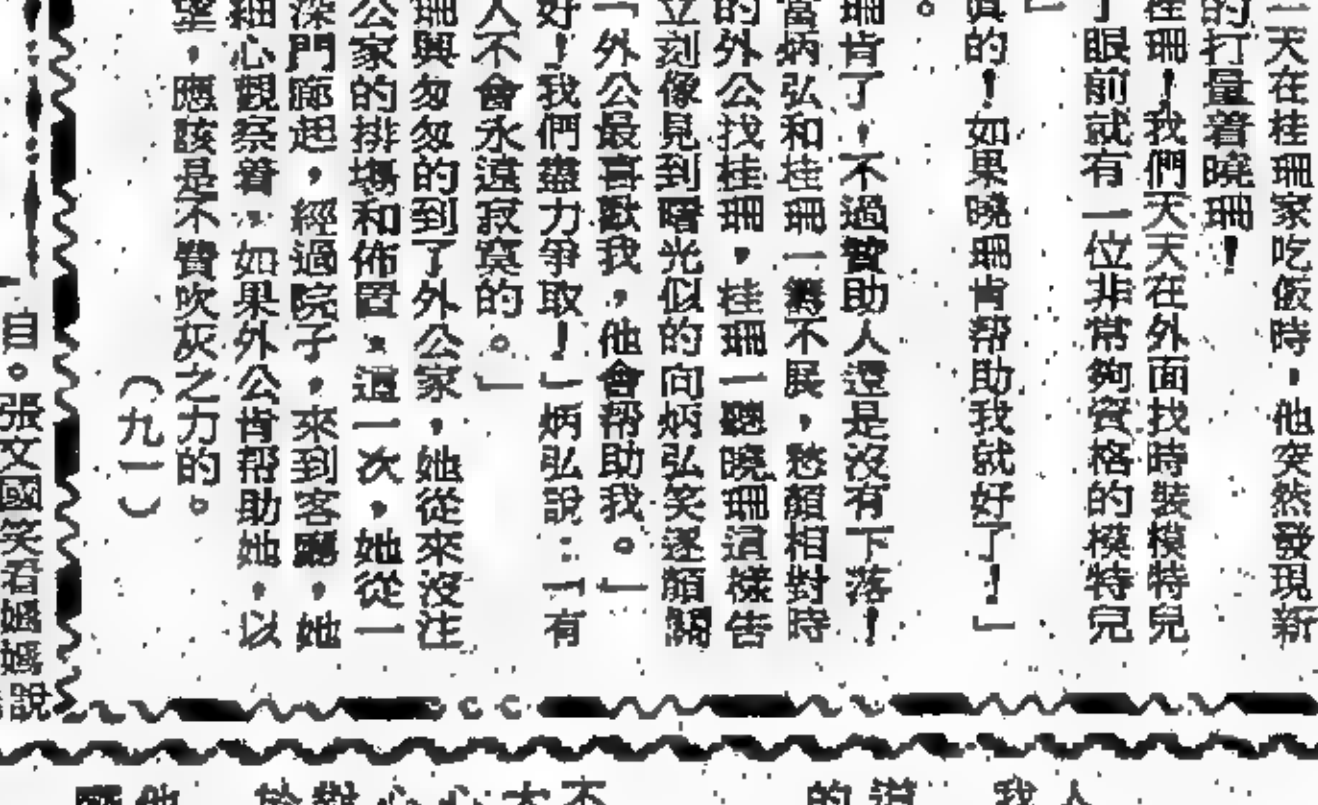 一天在桂珊家吃飯時，他突然發現新
的打量着曉珊！
桂珊！我們天天在外面找時裝模特兒
了眼前就有一位非常夠資格的模特兒
」
真的！如果曉珊肯帮助我就好了！」
。
珊肯了，不過贊助人還是沒有下落！
當炳弘和桂珊一籌不展，愁顏相對時
的外公找桂珊，桂珊一聽曉珊這樣告
立刻像見到曙光似的向炳弘笑逐顏開
「外公最喜歡我，他會帮助我。」
好！我們盡力爭取！」炳弘說：「有
人不會永遠寂寞的。」
珊興匆匆的到了外公家，她從來沒注
公家的排場和佈置，這一次，她從一
深門廊起，經過院子，來到客廳，她
細心觀察着，如果外公肯帮助她，以
望，應該是不費吹灰之力的。
（九一）
自。張文國笑着媽媽說